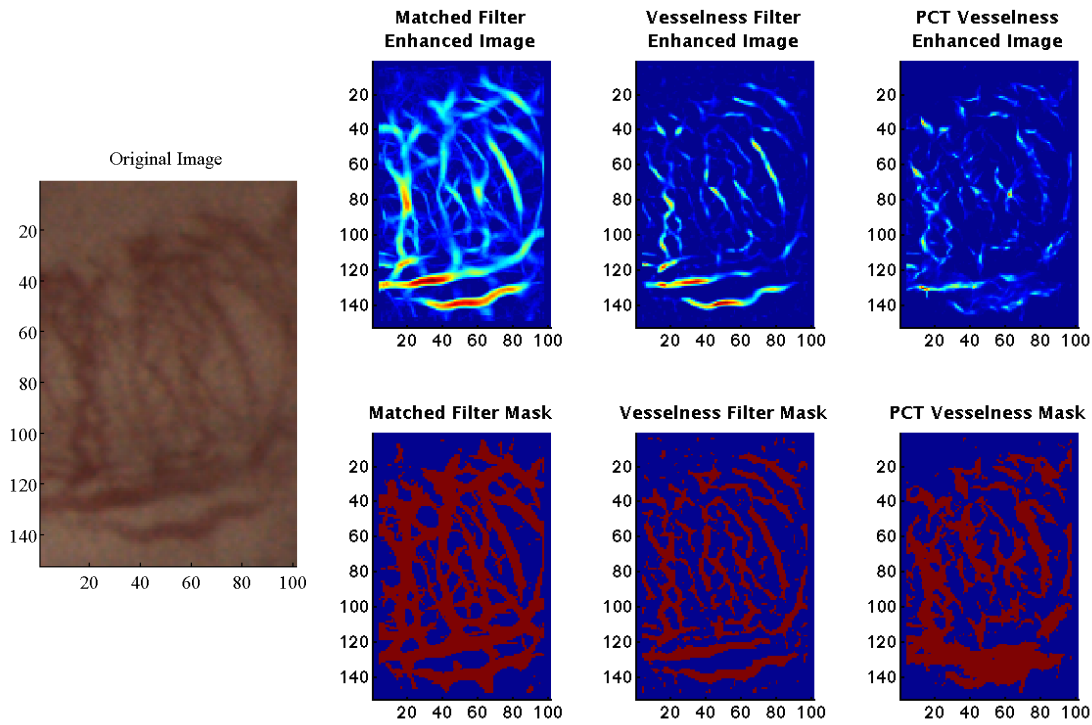 Original Image
20
40
60
80
100
120
140
20 40 60 80 100
Matched Filter
Enhanced Image
20
40
60
80
100
120
140
20 40 60 80 100
Vesselness Filter
Enhanced Image
20
40
60
80
100
120
140
20 40 60 80 100
PCT Vesselness
Enhanced Image
20
40
60
80
100
120
140
20 40 60 80 100
Matched Filter Mask
20
40
60
80
100
120
140
20 40 60 80 100
Vesselness Filter Mask
20
40
60
80
100
120
140
20 40 60 80 100
PCT Vesselness Mask
20
40
60
80
100
120
140
20 40 60 80 100